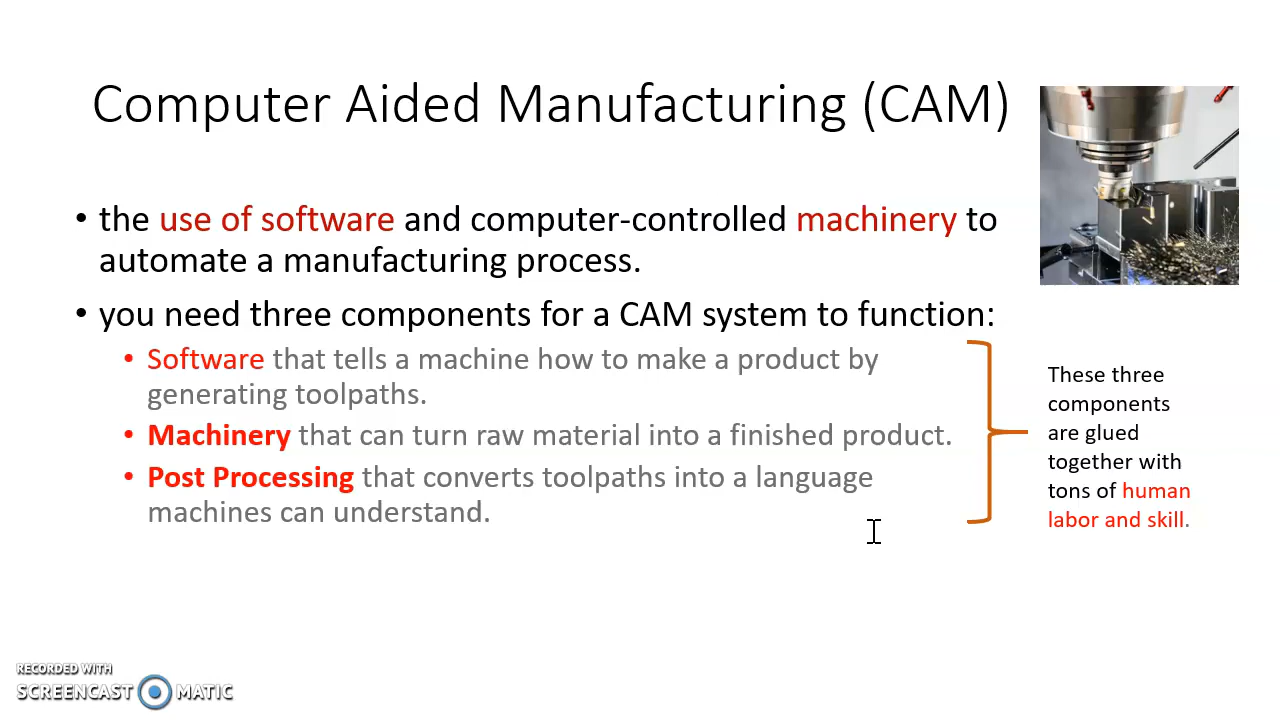 Computer Aided Manufacturing (CAM)
• the use of software and computer-controlled machinery to
automate a manufacturing process.
• you need three components for a CAM system to function:
• Software that tells a machine how to make a product by
generating toolpaths.
• Machinery that can turn raw material into a finished product.
• Post Processing that converts toolpaths into a language
machines can understand.
These three
components
are glued
together with
tons of human
labor and skill.
RECORDED WITH
SCREENCAST MATIC